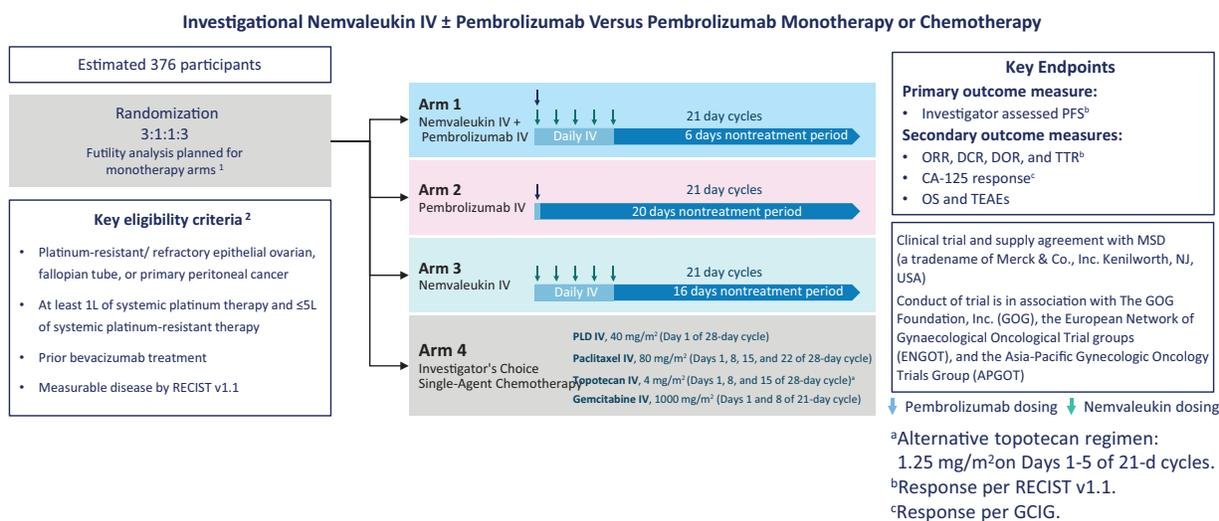 Investigational Nemvaleukin IV ± Pembrolizumab Versus Pembrolizumab Monotherapy or Chemotherapy
Estimated 376 participants
Randomization
3:1:1:3
Futility analysis planned for
monotherapy arms ¹
Key eligibility criteria ²
• Platinum-resistant/ refractory epithelial ovarian,
fallopian tube, or primary peritoneal cancer
• At least 1L of systemic platinum therapy and ≤5L
of systemic platinum-resistant therapy
• Prior bevacizumab treatment
• Measurable disease by RECIST v1.1
Arm 1
Nemvaleukin IV +
Pembrolizumab IV
21 day cycles
Daily IV
6 days nontreatment period
Arm 2
Pembrolizumab IV
21 day cycles
20 days nontreatment period
Arm 3
Nemvaleukin IV
21 day cycles
Daily IV
16 days nontreatment period
Arm 4
Investigator's Choice
Single-Agent Chemotherapy
PLD IV, 40 mg/m² (Day 1 of 28-day cycle)
Paclitaxel IV, 80 mg/m² (Days 1, 8, 15, and 22 of 28-day cycle)
Topotecan IV, 4 mg/m² (Days 1, 8, and 15 of 28-day cycle)ᵃ
Gemcitabine IV, 1000 mg/m² (Days 1 and 8 of 21-day cycle)
Key Endpoints
Primary outcome measure:
• Investigator assessed PFSᵇ
Secondary outcome measures:
• ORR, DCR, DOR, and TTRᵇ
• CA-125 responseᶜ
• OS and TEAEs
Clinical trial and supply agreement with MSD
(a tradename of Merck & Co., Inc. Kenilworth, NJ,
USA)
Conduct of trial is in association with The GOG
Foundation, Inc. (GOG), the European Network of
Gynaecological Oncological Trial groups
(ENGOT), and the Asia-Pacific Gynecologic Oncology
Trials Group (APGOT)
Pembrolizumab dosing
Nemvaleukin dosing
ᵃAlternative topotecan regimen:
1.25 mg/m²on Days 1-5 of 21-d cycles.
ᵇResponse per RECIST v1.1.
ᶜResponse per GCIG.